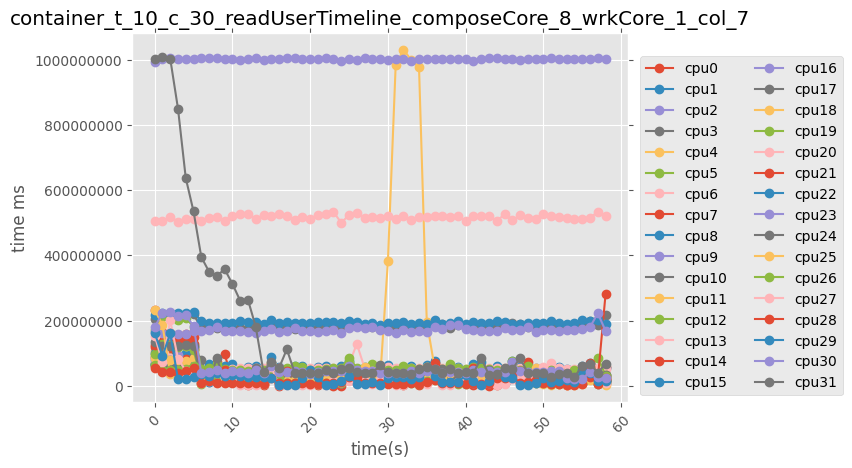 container_t_10_c_30_readUserTimeline_composeCore_8_wrkCore_1_col_7
time ms
1000000000
800000000
600000000
400000000
200000000
0
0
10
20
30
40
50
60
time(s)
cpu0
cpu1
cpu2
cpu3
cpu4
cpu5
cpu6
cpu7
cpu8
cpu9
cpu10
cpu11
cpu12
cpu13
cpu14
cpu15
cpu16
cpu17
cpu18
cpu19
cpu20
cpu21
cpu22
cpu23
cpu24
cpu25
cpu26
cpu27
cpu28
cpu29
cpu30
cpu31